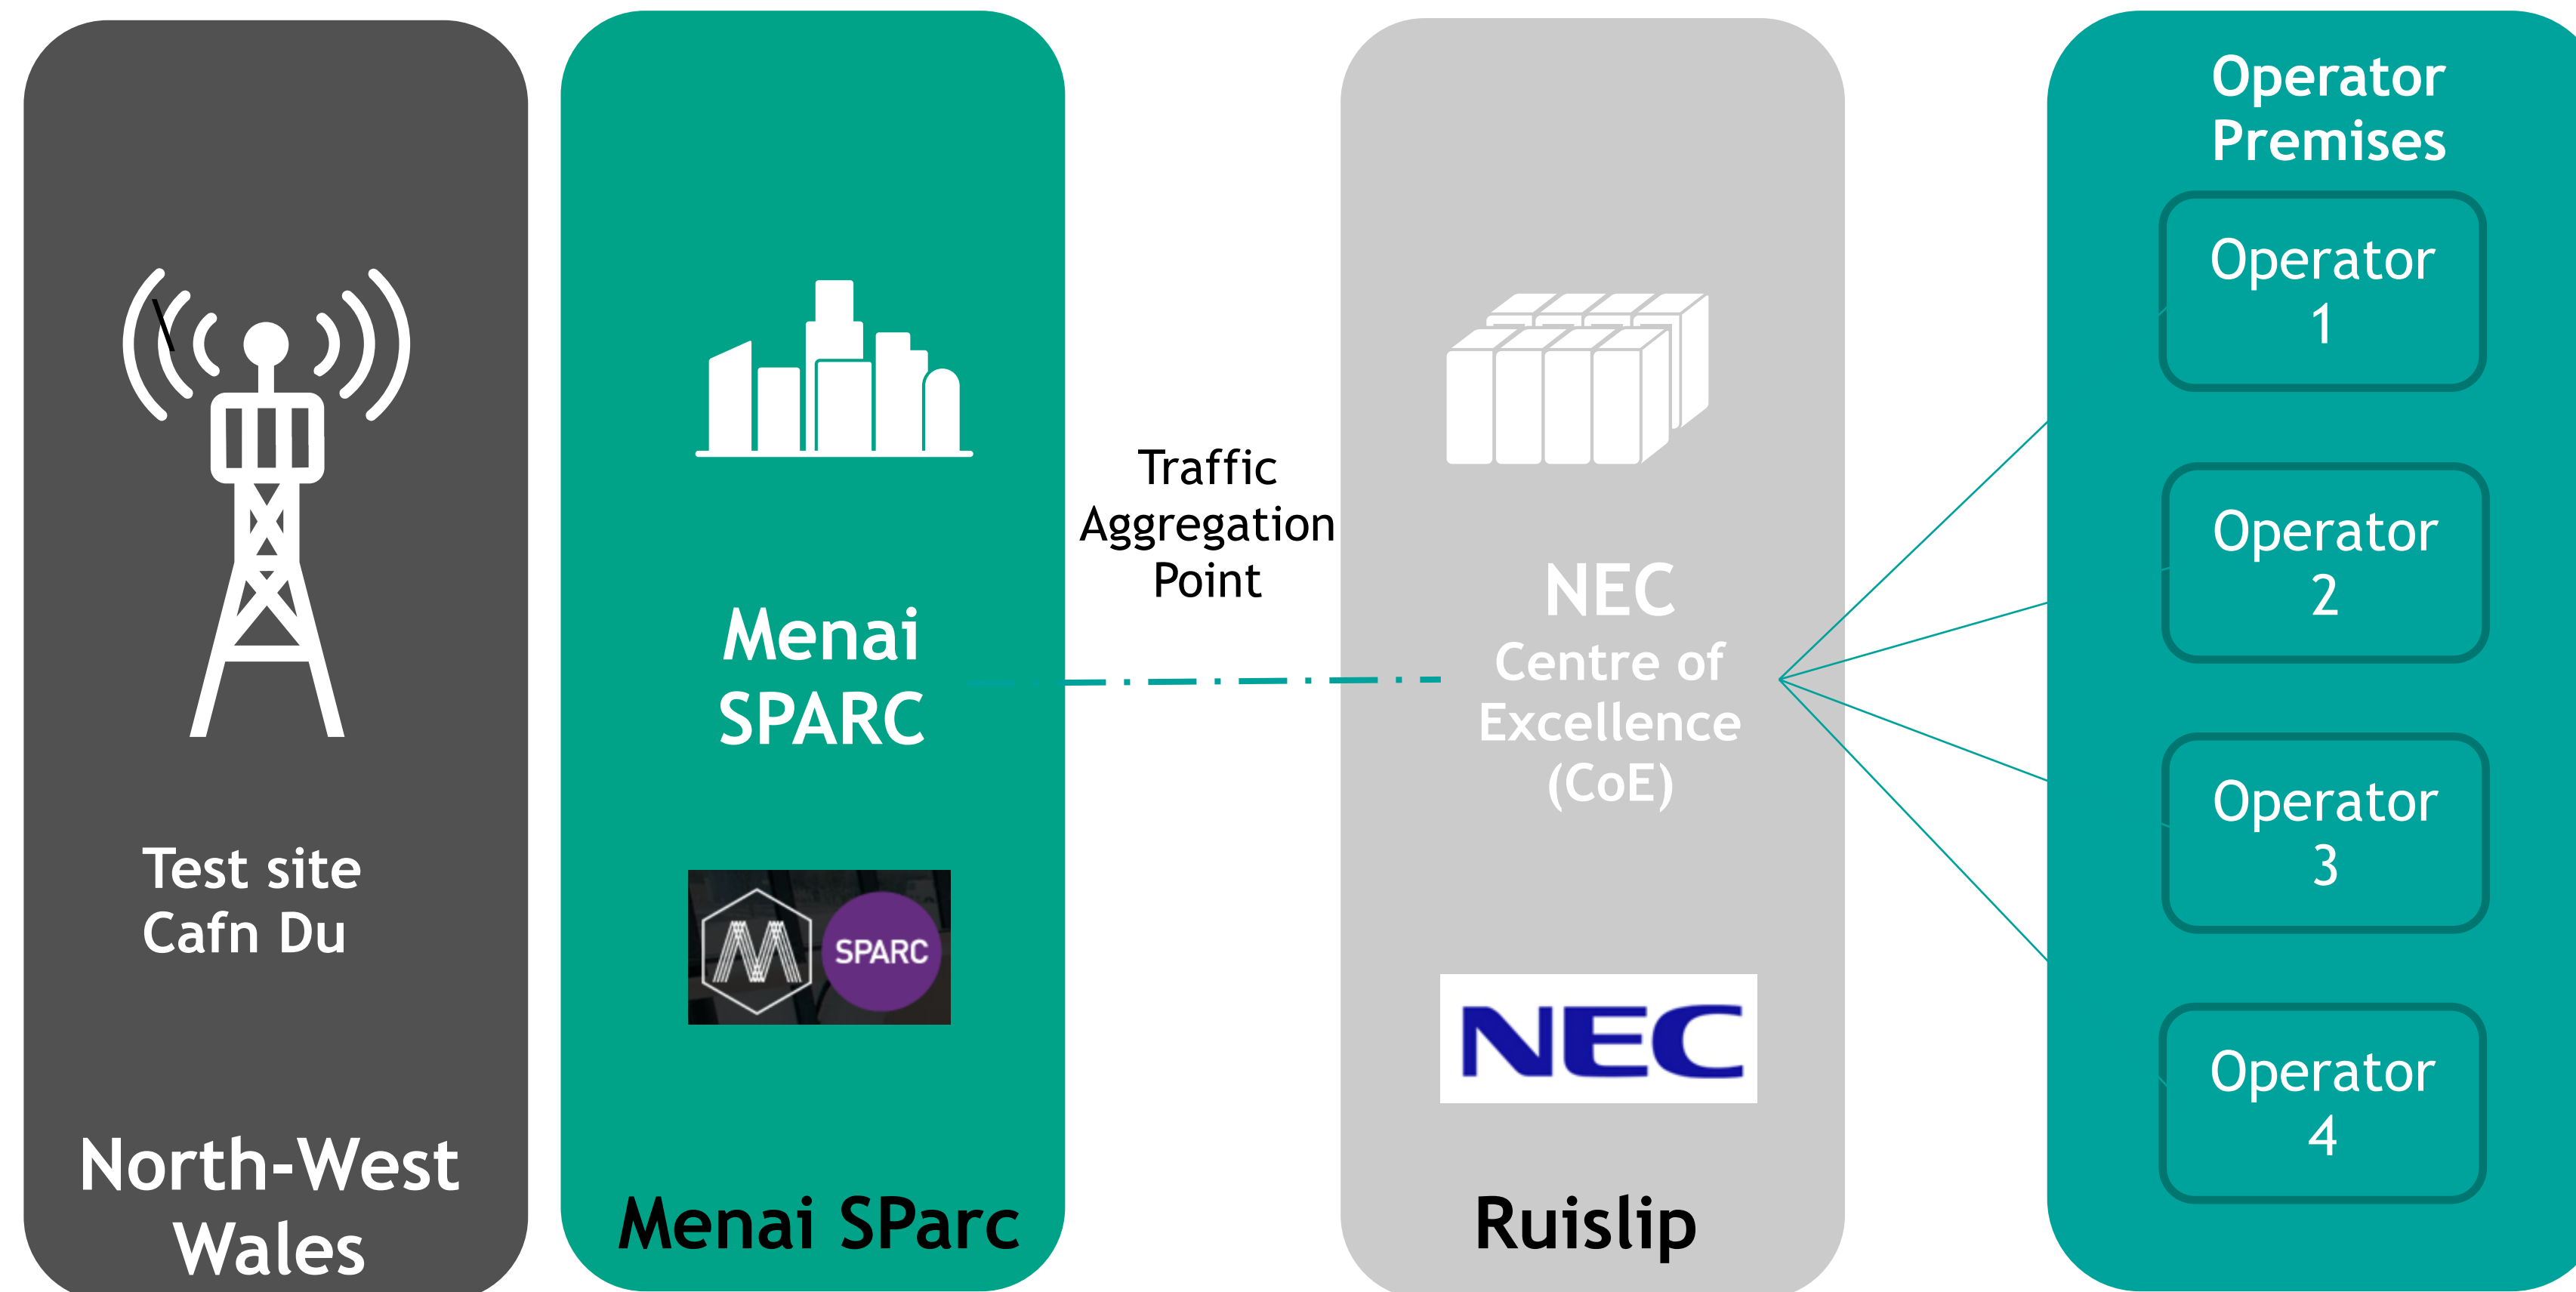 Test site
Cafn Du
North-West
Wales
Menai
SPARC
M
SPARC
Menai SParc
Traffic
Aggregation
Point
NEC
Centre of
Excellence
(CoE)
NEC
Ruislip
Operator
Premises
Operator
1
Operator
2
Operator
3
Operator
4